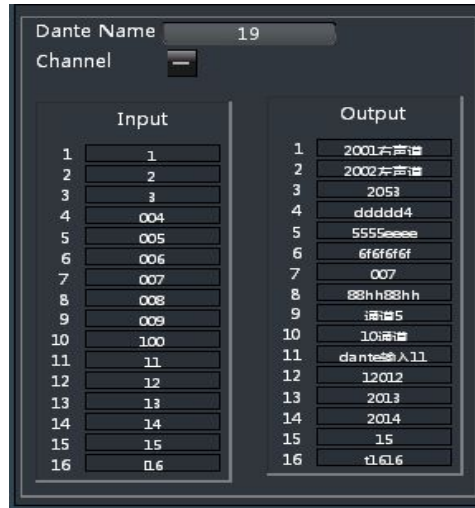 Dante Name 19
Channel
Input
1 1
2 2
3 3
4 004
5 005
6 006
7 007
8 008
9 009
10 100
11 11
12 12
13 13
14 14
15 15
16
Output
1 2001右声道
2 2002左声道
3 2053
4 ddddd4
5 5555eeee
6 6f6f6f6f
7 007
8 88hh88hh
9 通道5
10 10通道
11 dante输入11
12 12012
13 2013
14 2014
15 15
16 t1616